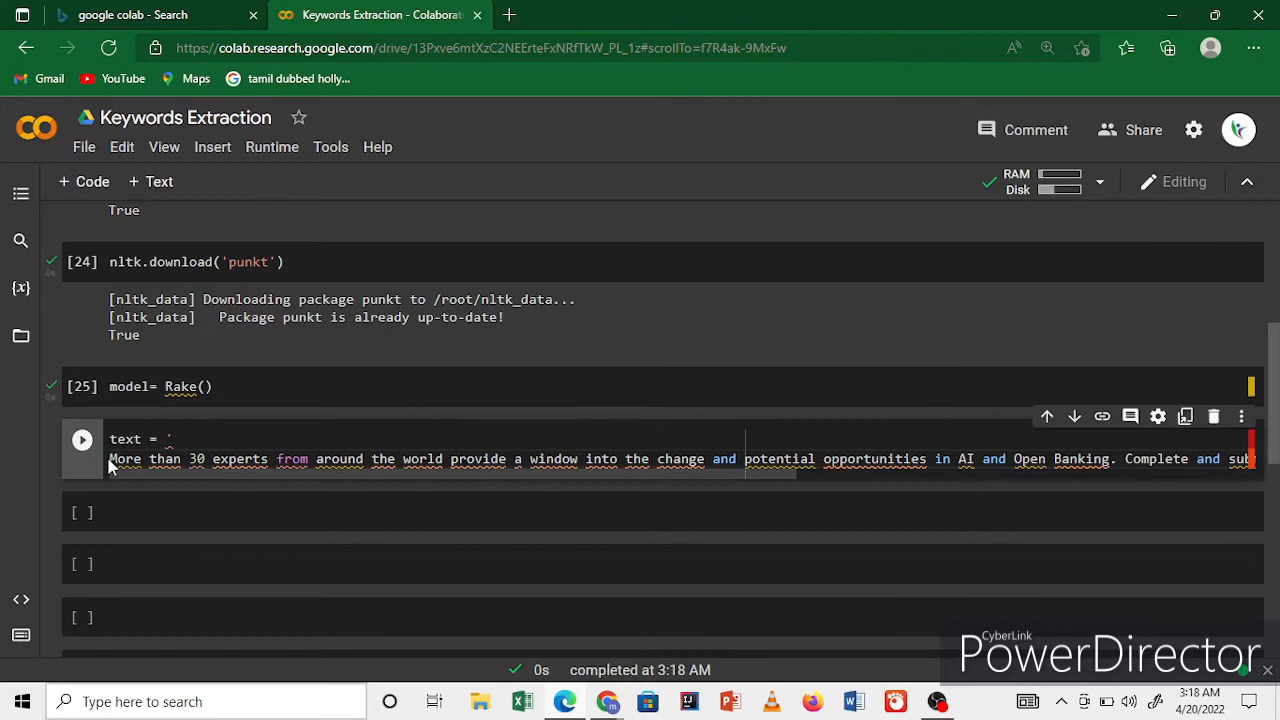 google colab - Search
Keywords Extraction - Colaborat
https://colab.research.google.com/drive/13Pxve6mtXzC2NEErteFxNRfTkW_PL_1z#scrollTo=f7R4ak-9MxFw
Gmail YouTube Maps tamil dubbed holly...
Keywords Extraction
Comment Share
File Edit View Insert Runtime Tools Help
+ Code + Text
RAM
Disk
Editing
True
[24] nltk.download('punkt')
0s
[nltk_data] Downloading package punkt to /root/nltk_data...
[nltk_data] Package punkt is already up-to-date!
True
[25] model= Rake()
0s
text = '
More than 30 experts from around the world provide a window into the change and potential opportunities in AI and Open Banking. Complete and sub
[ ]
[ ]
[ ]
CyberLink
PowerDirector
0s completed at 3:18 AM
Type here to search
3:18 AM
4/20/2022